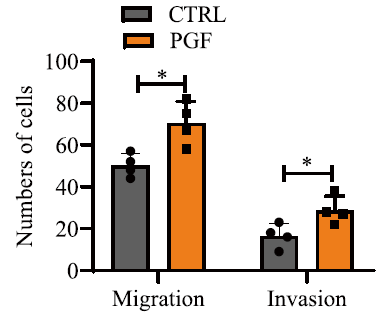 CTRL
PGF
Numbers of cells
100
80
60
40
20
0
*
*
Migration
Invasion